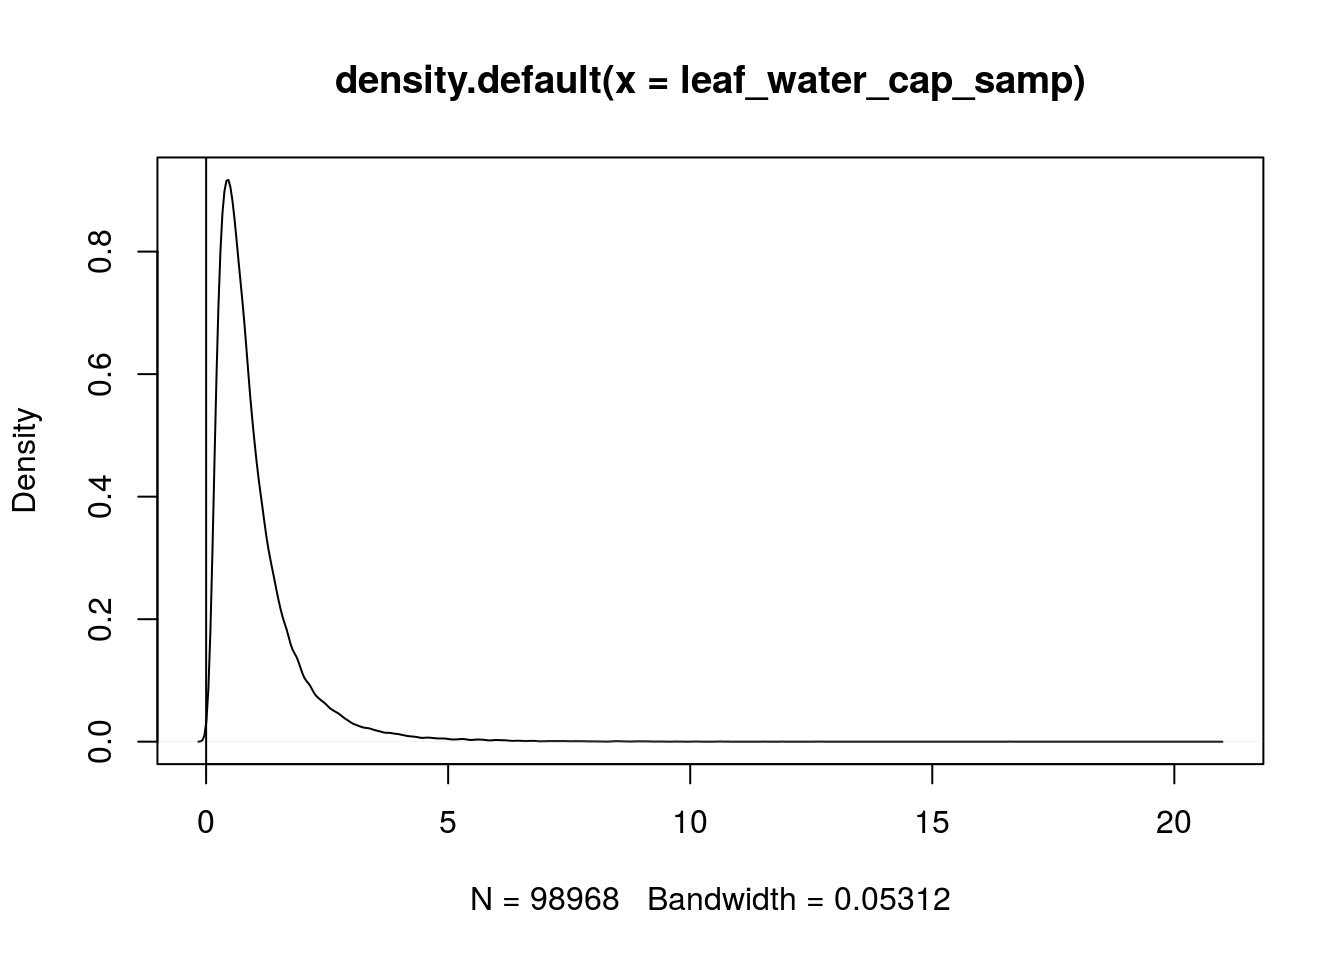 density.default(x = leaf_water_cap_samp)
Density
0.8
0.6
0.4
0.2
0.0
0 5 10 15 20
N = 98968 Bandwidth = 0.05312